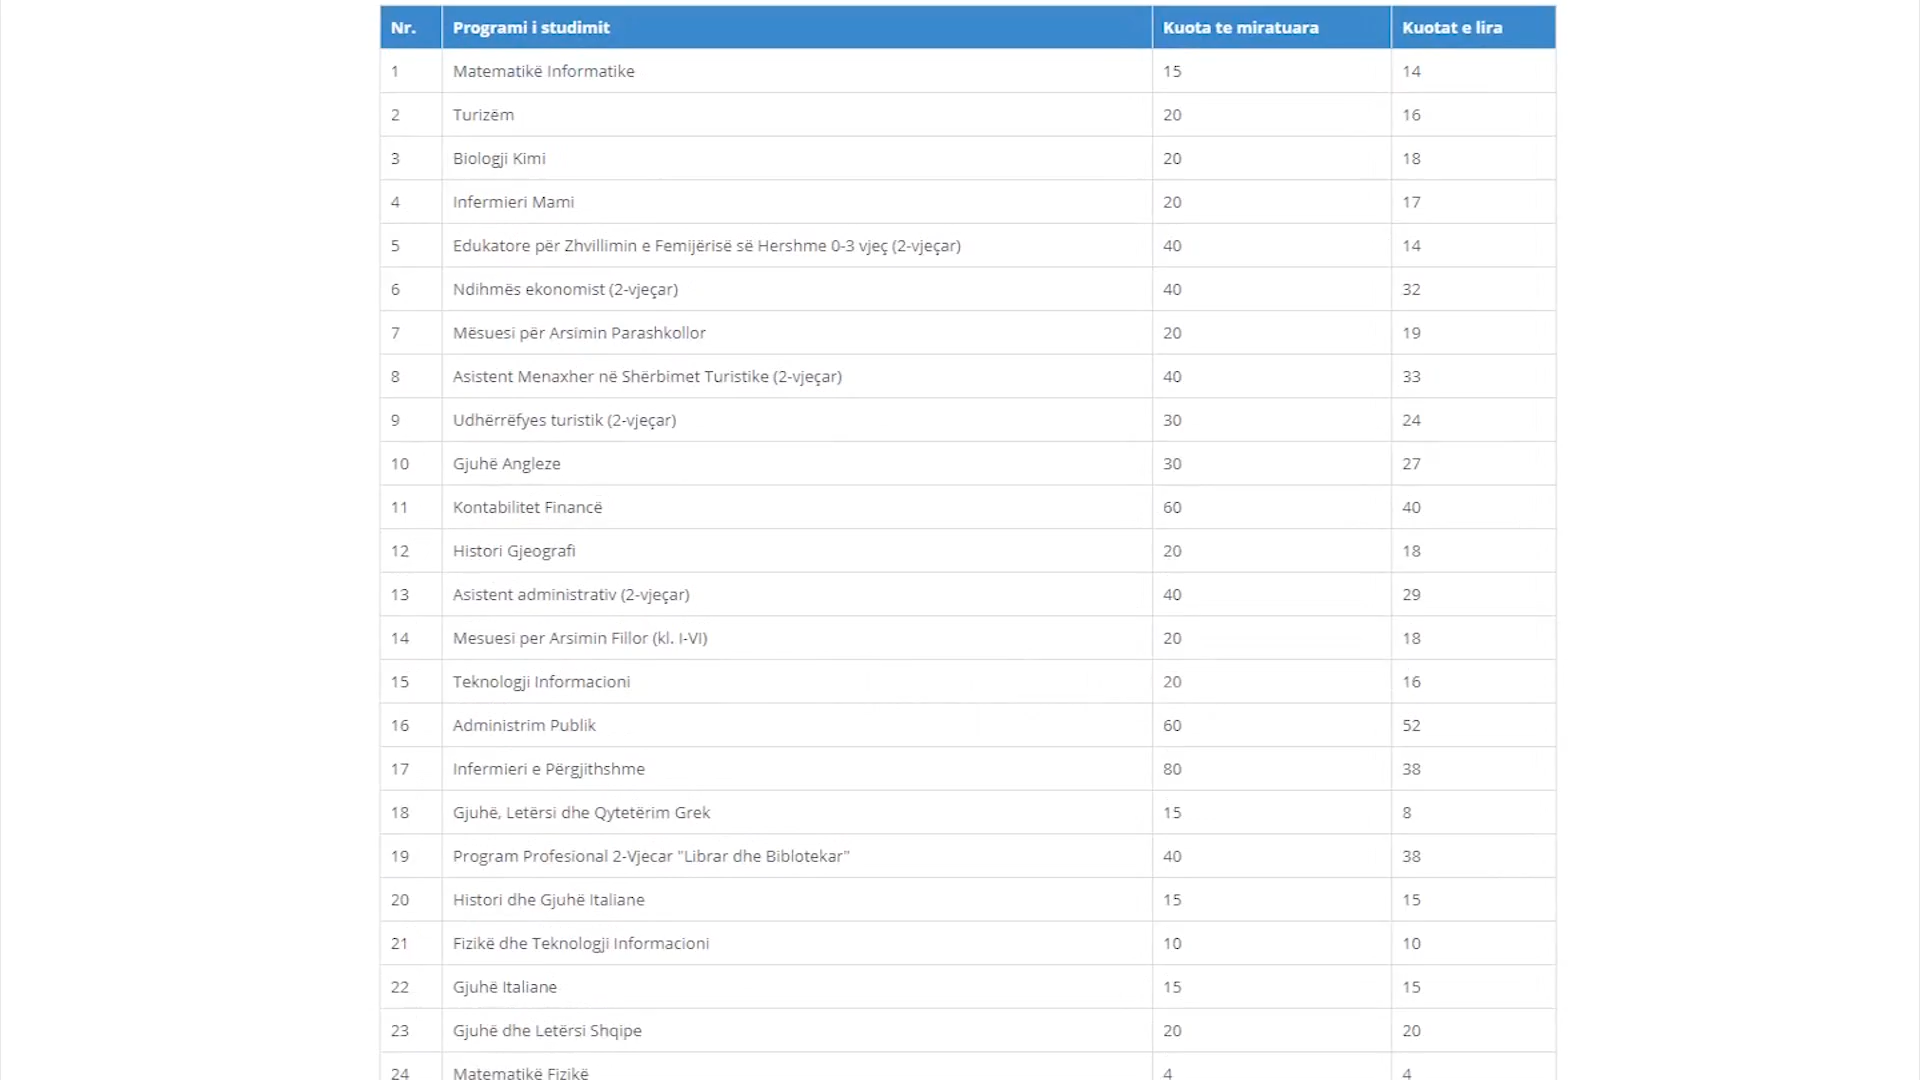 Nr. Programi i studimit Kuota te miratuara Kuotat e lira
1 Matematikë Informatike 15 14
2 Turizëm 20 16
3 Biologji Kimi 20 18
4 Infermieri Mami 20 17
5 Edukatore për Zhvillimin e Femijërisë së Hershme 0-3 vjeç (2-vjeçar) 40 14
6 Ndihmës ekonomist (2-vjeçar) 40 32
7 Mësuesi për Arsimin Parashkollor 20 19
8 Asistent Menaxher në Shërbimet Turistike (2-vjeçar) 40 33
9 Udhërrëfyes turistik (2-vjeçar) 30 24
10 Gjuhë Angleze 30 27
11 Kontabilitet Financë 60 40
12 Histori Gjeografi 20 18
13 Asistent administrativ (2-vjeçar) 40 29
14 Mesuesi per Arsimin Fillor (kl. I-VI) 20 18
15 Teknologji Informacioni 20 16
16 Administrim Publik 60 52
17 Infermieri e Përgjithshme 80 38
18 Gjuhë, Letërsi dhe Qytetërim Grek 15 8
19 Program Profesional 2-Vjecar "Librar dhe Biblotekar" 40 38
20 Histori dhe Gjuhë Italiane 15 15
21 Fizikë dhe Teknologji Informacioni 10 10
22 Gjuhë Italiane 15 15
23 Gjuhë dhe Letërsi Shqipe 20 20
24 Matematikë Fizikë 4 4